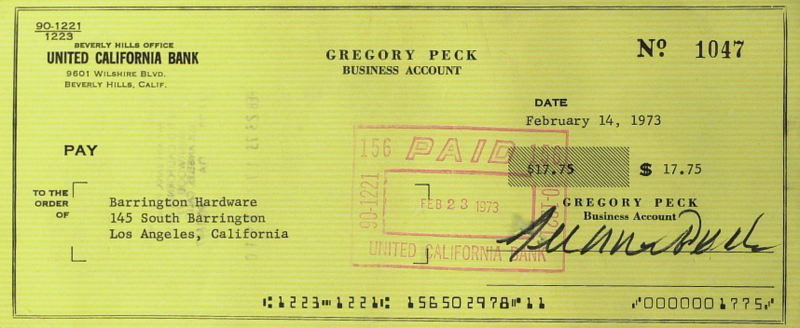 90-1221
1223
BEVERLY HILLS OFFICE
UNITED CALIFORNIA BANK
9601 WILSHIRE BLVD.
BEVERLY HILLS, CALIF.
GREGORY PECK
BUSINESS ACCOUNT
Nº 1047
DATE
February 14, 1973
PAY
156 PAID
$17.75 $ 17.75
90-1221
FEB 23 1973
UNITED CALIFORNIA BANK
TO THE
ORDER
OF
Barrington Hardware
145 South Barrington
Los Angeles, California
GREGORY PECK
Business Account
⑆1223⑉1221⑆ 156502978⑈11 ⑇0000001775⑇